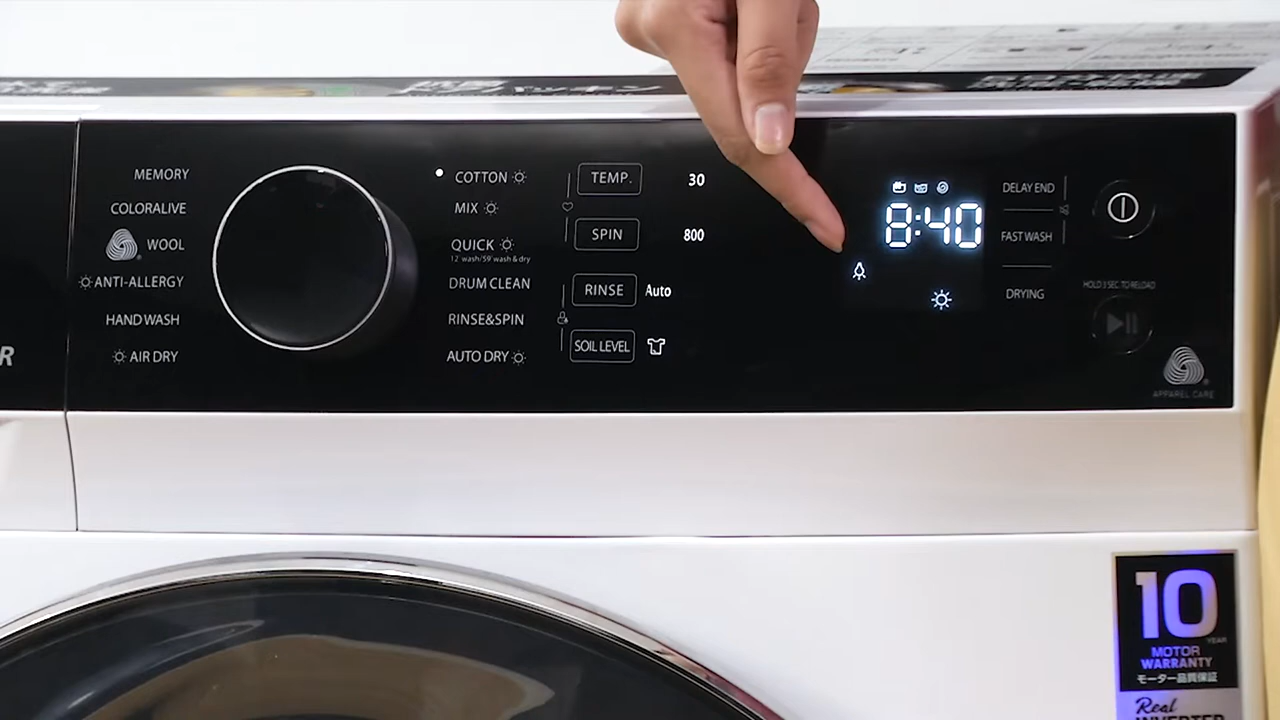 MEMORY
COLORALIVE
WOOL
ANTI-ALLERGY
HAND WASH
AIR DRY
R
COTTON
MIX
QUICK
12' wash/59' wash & dry
DRUM CLEAN
RINSE&SPIN
AUTO DRY
TEMP.
30
SPIN
800
RINSE
Auto
SOIL LEVEL
8:40
DELAY END
FAST WASH
DRYING
HOLD 3 SEC. TO RELOAD
APPAREL CARE
10
YEAR
MOTOR
WARRANTY
モーター品質保証
Real
INVERTER